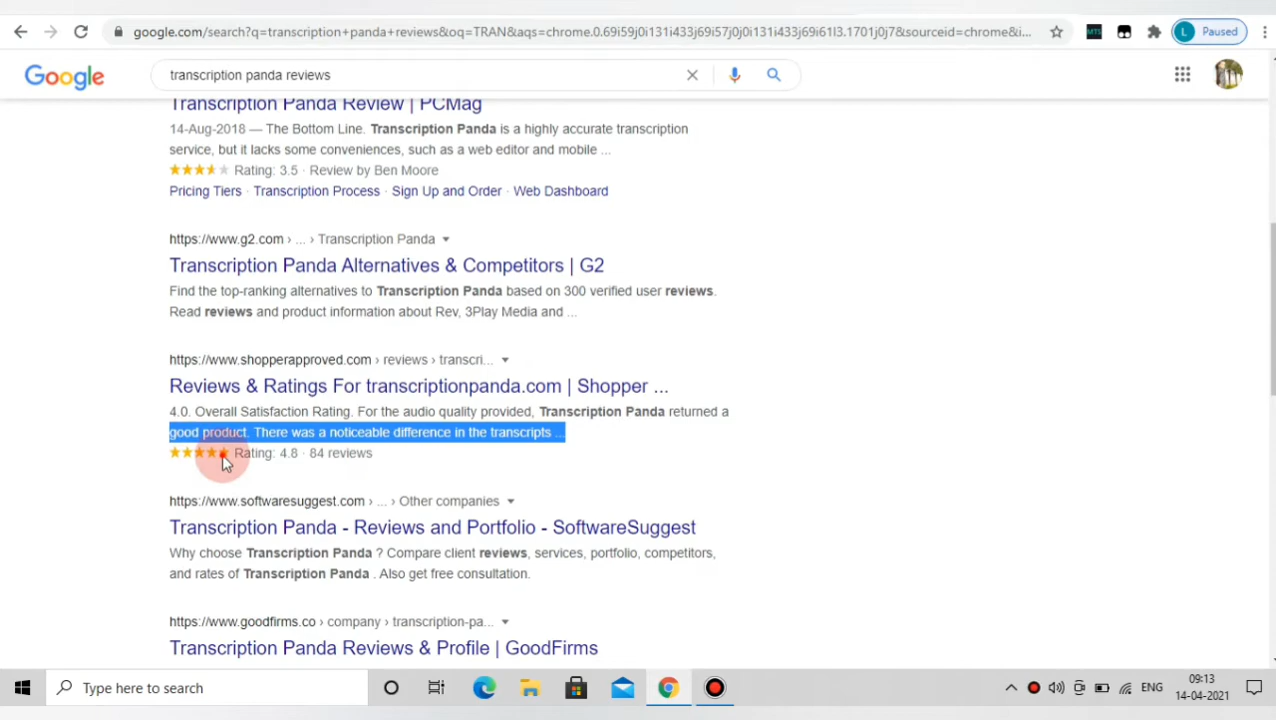 google.com/search?q=transcription+panda+reviews&oq=TRAN&aqs=chrome.0.69i59j0i131i433j69i57j0j0i131i433j69i61l3.1701j0j7&sourceid=chrome&i...
MTS
L Paused
Google
transcription panda reviews
Transcription Panda Review | PCMag
14-Aug-2018 — The Bottom Line. Transcription Panda is a highly accurate transcription
service, but it lacks some conveniences, such as a web editor and mobile ...
Rating: 3.5 · Review by Ben Moore
Pricing Tiers · Transcription Process · Sign Up and Order · Web Dashboard
https://www.g2.com › ... › Transcription Panda
Transcription Panda Alternatives & Competitors | G2
Find the top-ranking alternatives to Transcription Panda based on 300 verified user reviews.
Read reviews and product information about Rev, 3Play Media and ...
https://www.shopperapproved.com › reviews › transcri...
Reviews & Ratings For transcriptionpanda.com | Shopper ...
4.0. Overall Satisfaction Rating. For the audio quality provided, Transcription Panda returned a
good product. There was a noticeable difference in the transcripts ...
Rating: 4.8 · 84 reviews
https://www.softwaresuggest.com › ... › Other companies
Transcription Panda - Reviews and Portfolio - SoftwareSuggest
Why choose Transcription Panda ? Compare client reviews, services, portfolio, competitors,
and rates of Transcription Panda . Also get free consultation.
https://www.goodfirms.co › company › transcription-pa...
Transcription Panda Reviews & Profile | GoodFirms
Type here to search
ENG
09:13
14-04-2021